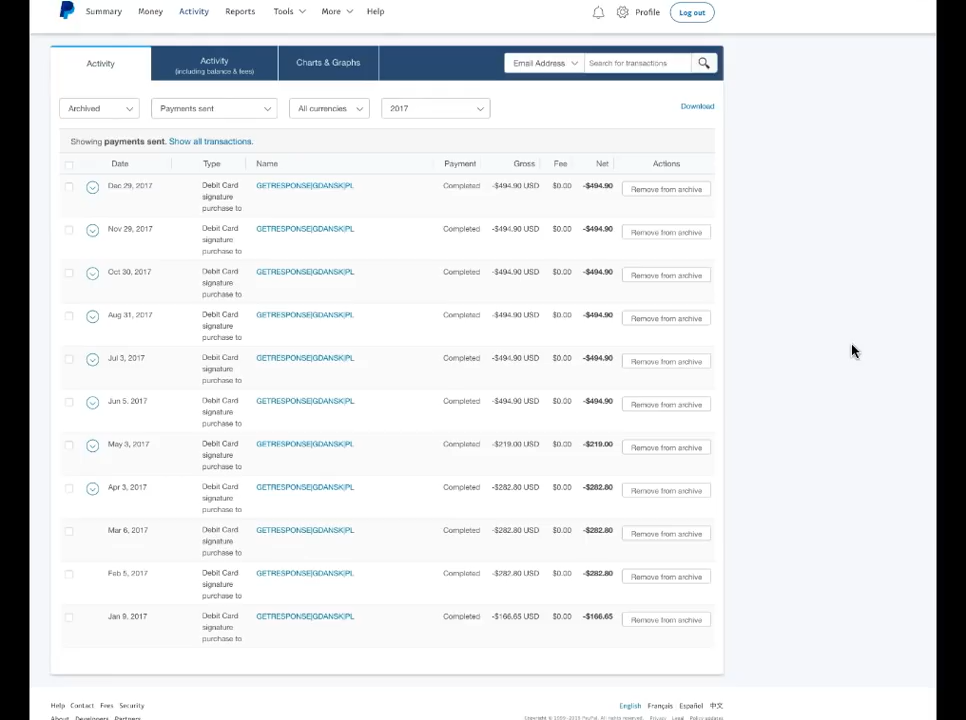 Summary Money Activity Reports Tools More Help Profile Log out
Activity
Activity
(including balance & fees)
Charts & Graphs
Email Address
Search for transactions
Archived
Payments sent
All currencies
2017
Download
Showing payments sent. Show all transactions.
Date Type Name Payment Gross Fee Net Actions
Dec 29, 2017 Debit Card GETRESPONSE|GDANSK|PL Completed -$494.90 USD $0.00 -$494.90 Remove from archive
signature
purchase to
Nov 29, 2017 Debit Card GETRESPONSE|GDANSK|PL Completed -$494.90 USD $0.00 -$494.90 Remove from archive
signature
purchase to
Oct 30, 2017 Debit Card GETRESPONSE|GDANSK|PL Completed -$494.90 USD $0.00 -$494.90 Remove from archive
signature
purchase to
Aug 31, 2017 Debit Card GETRESPONSE|GDANSK|PL Completed -$494.90 USD $0.00 -$494.90 Remove from archive
signature
purchase to
Jul 3, 2017 Debit Card GETRESPONSE|GDANSK|PL Completed -$494.90 USD $0.00 -$494.90 Remove from archive
signature
purchase to
Jun 5, 2017 Debit Card GETRESPONSE|GDANSK|PL Completed -$494.90 USD $0.00 -$494.90 Remove from archive
signature
purchase to
May 3, 2017 Debit Card GETRESPONSE|GDANSK|PL Completed -$219.00 USD $0.00 -$219.00 Remove from archive
signature
purchase to
Apr 3, 2017 Debit Card GETRESPONSE|GDANSK|PL Completed -$282.80 USD $0.00 -$282.80 Remove from archive
signature
purchase to
Mar 6, 2017 Debit Card GETRESPONSE|GDANSK|PL Completed -$282.80 USD $0.00 -$282.80 Remove from archive
signature
purchase to
Feb 5, 2017 Debit Card GETRESPONSE|GDANSK|PL Completed -$282.80 USD $0.00 -$282.80 Remove from archive
signature
purchase to
Jan 9, 2017 Debit Card GETRESPONSE|GDANSK|PL Completed -$166.65 USD $0.00 -$166.65 Remove from archive
signature
purchase to
Help Contact Fees Security English Français Español 中文
About Developers Partners PayPal. All rights reserved. Privacy Legal Policy updates